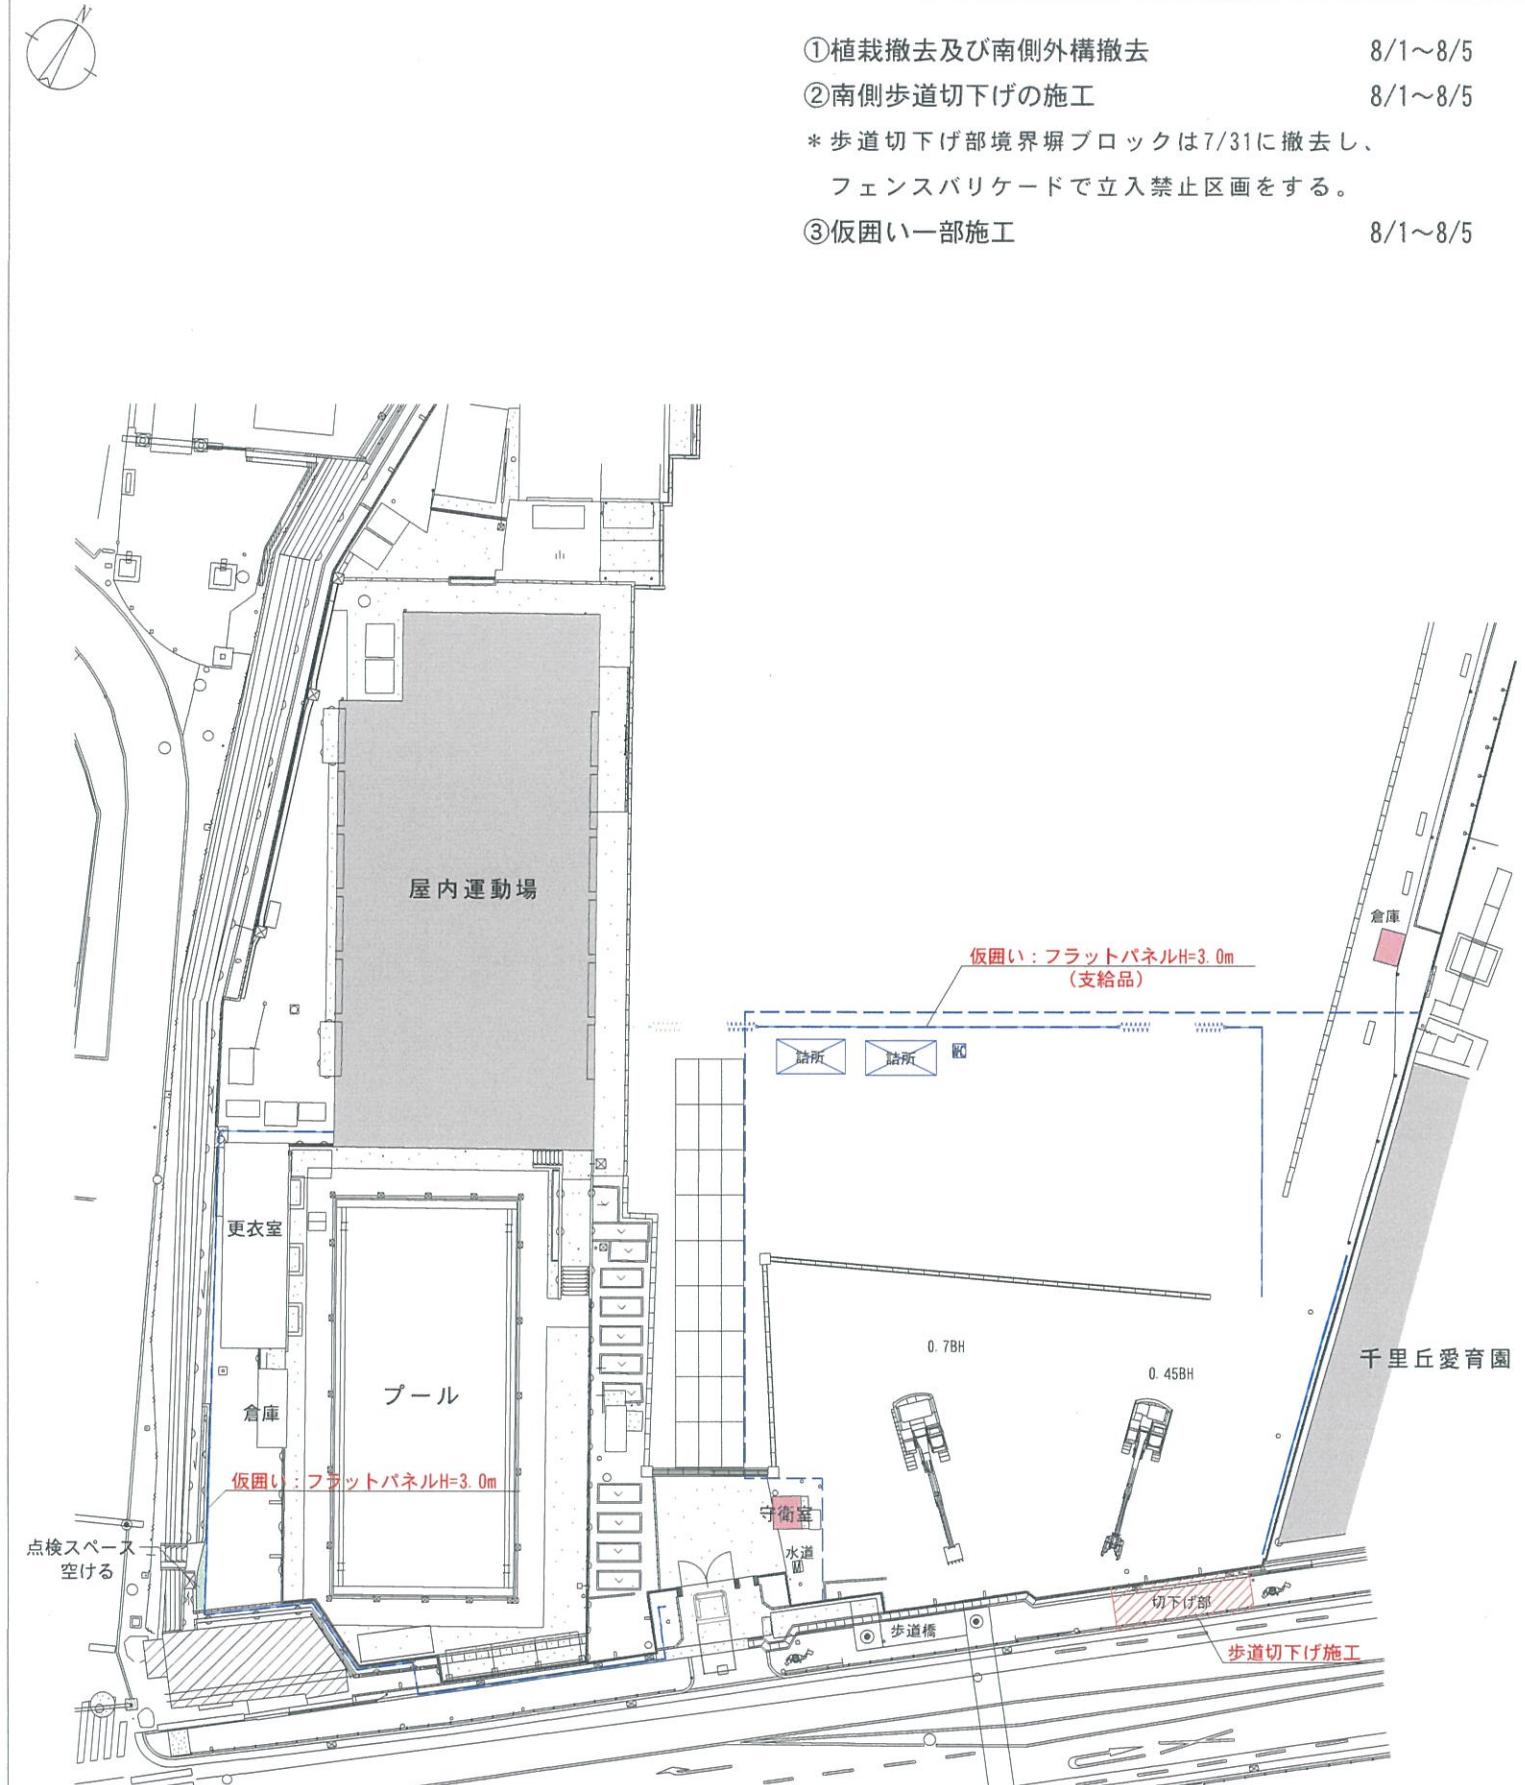 N
①植栽撤去及び南側外構撤去 8/1～8/5
②南側歩道切下げの施工 8/1～8/5
＊歩道切下げ部境界塀ブロックは7/31に撤去し、
フェンスバリケードで立入禁止区画をする。
③仮囲い一部施工 8/1～8/5
屋内運動場
倉庫
仮囲い：フラットパネルH=3.0m
（支給品）
詰所
詰所
WC
更衣室
0.7BH
0.45BH
千里丘愛育園
プール
倉庫
仮囲い：フラットパネルH=3.0m
守衛室
点検スペース
空ける
水道
切下げ部
歩道橋
歩道切下げ施工